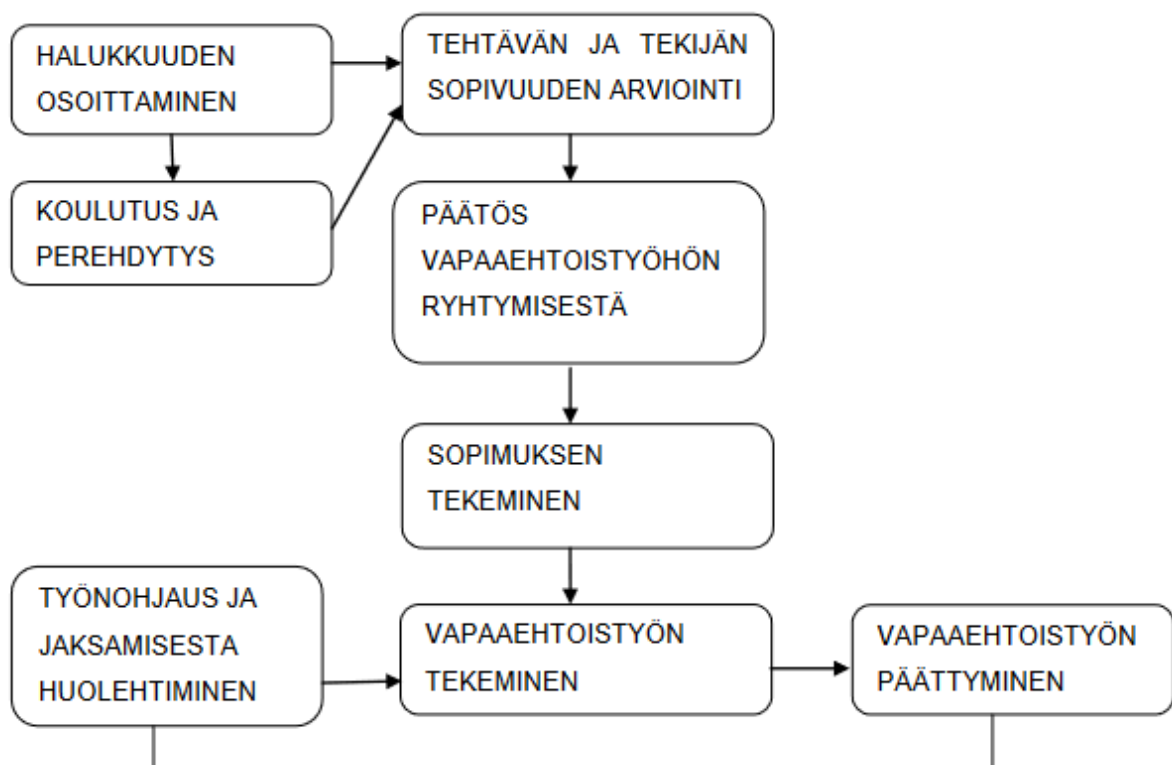 HALUKKUUDEN
OSOITTAMINEN
TEHTÄVÄN JA TEKIJÄN
SOPIVUUDEN ARVIOINTI
KOULUTUS JA
PEREHDYTYS
PÄÄTÖS
VAPAAEHTOISTYÖHÖN
RYHTYMISESTÄ
SOPIMUKSEN
TEKEMINEN
TYÖNOHJAUS JA
JAKSAMISESTA
HUOLEHTIMINEN
VAPAAEHTOISTYÖN
TEKEMINEN
VAPAAEHTOISTYÖN
PÄÄTTYMINEN